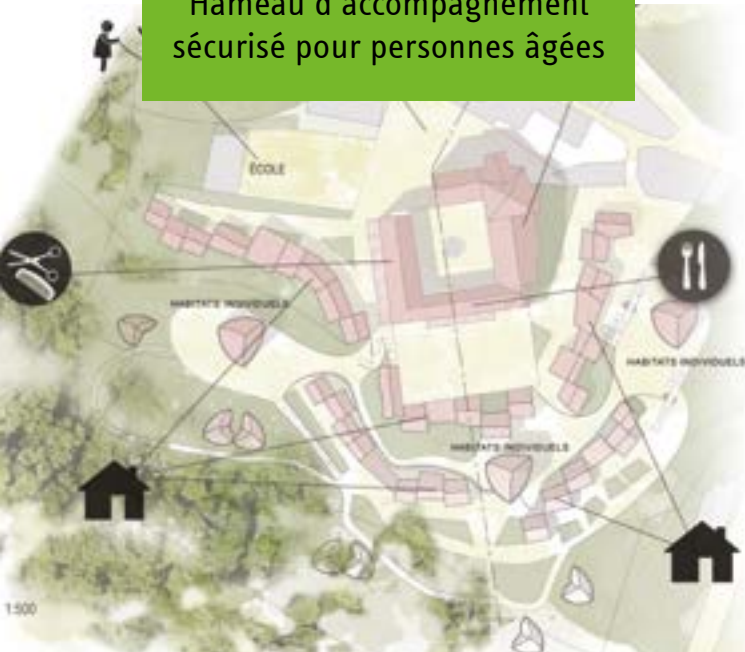 Hameau d'accompagnement
sécurisé pour personnes âgées
ÉCOLE
HABITATS INDIVIDUELS
HABITATS INDIVIDUELS
HABITATS INDIVIDUELS
1:500